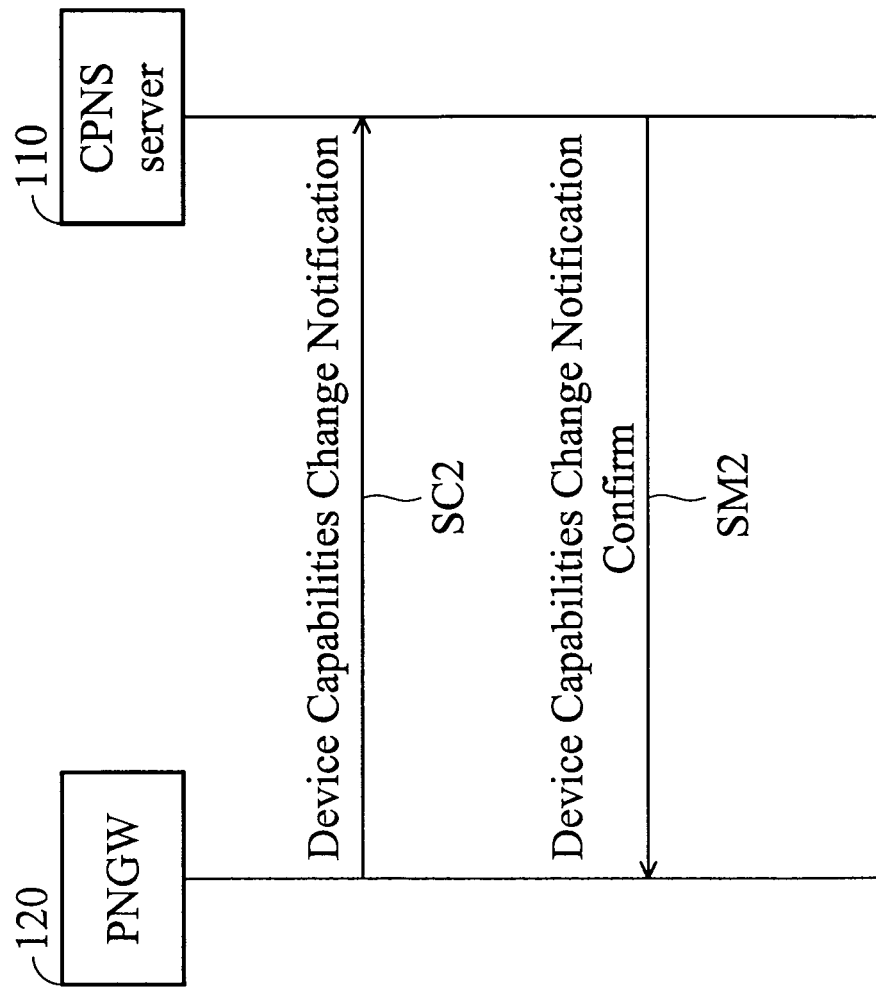 120
PNGW
110
CPNS
server
Device Capabilities Change Notification
SC2
Device Capabilities Change Notification
Confirm
SM2